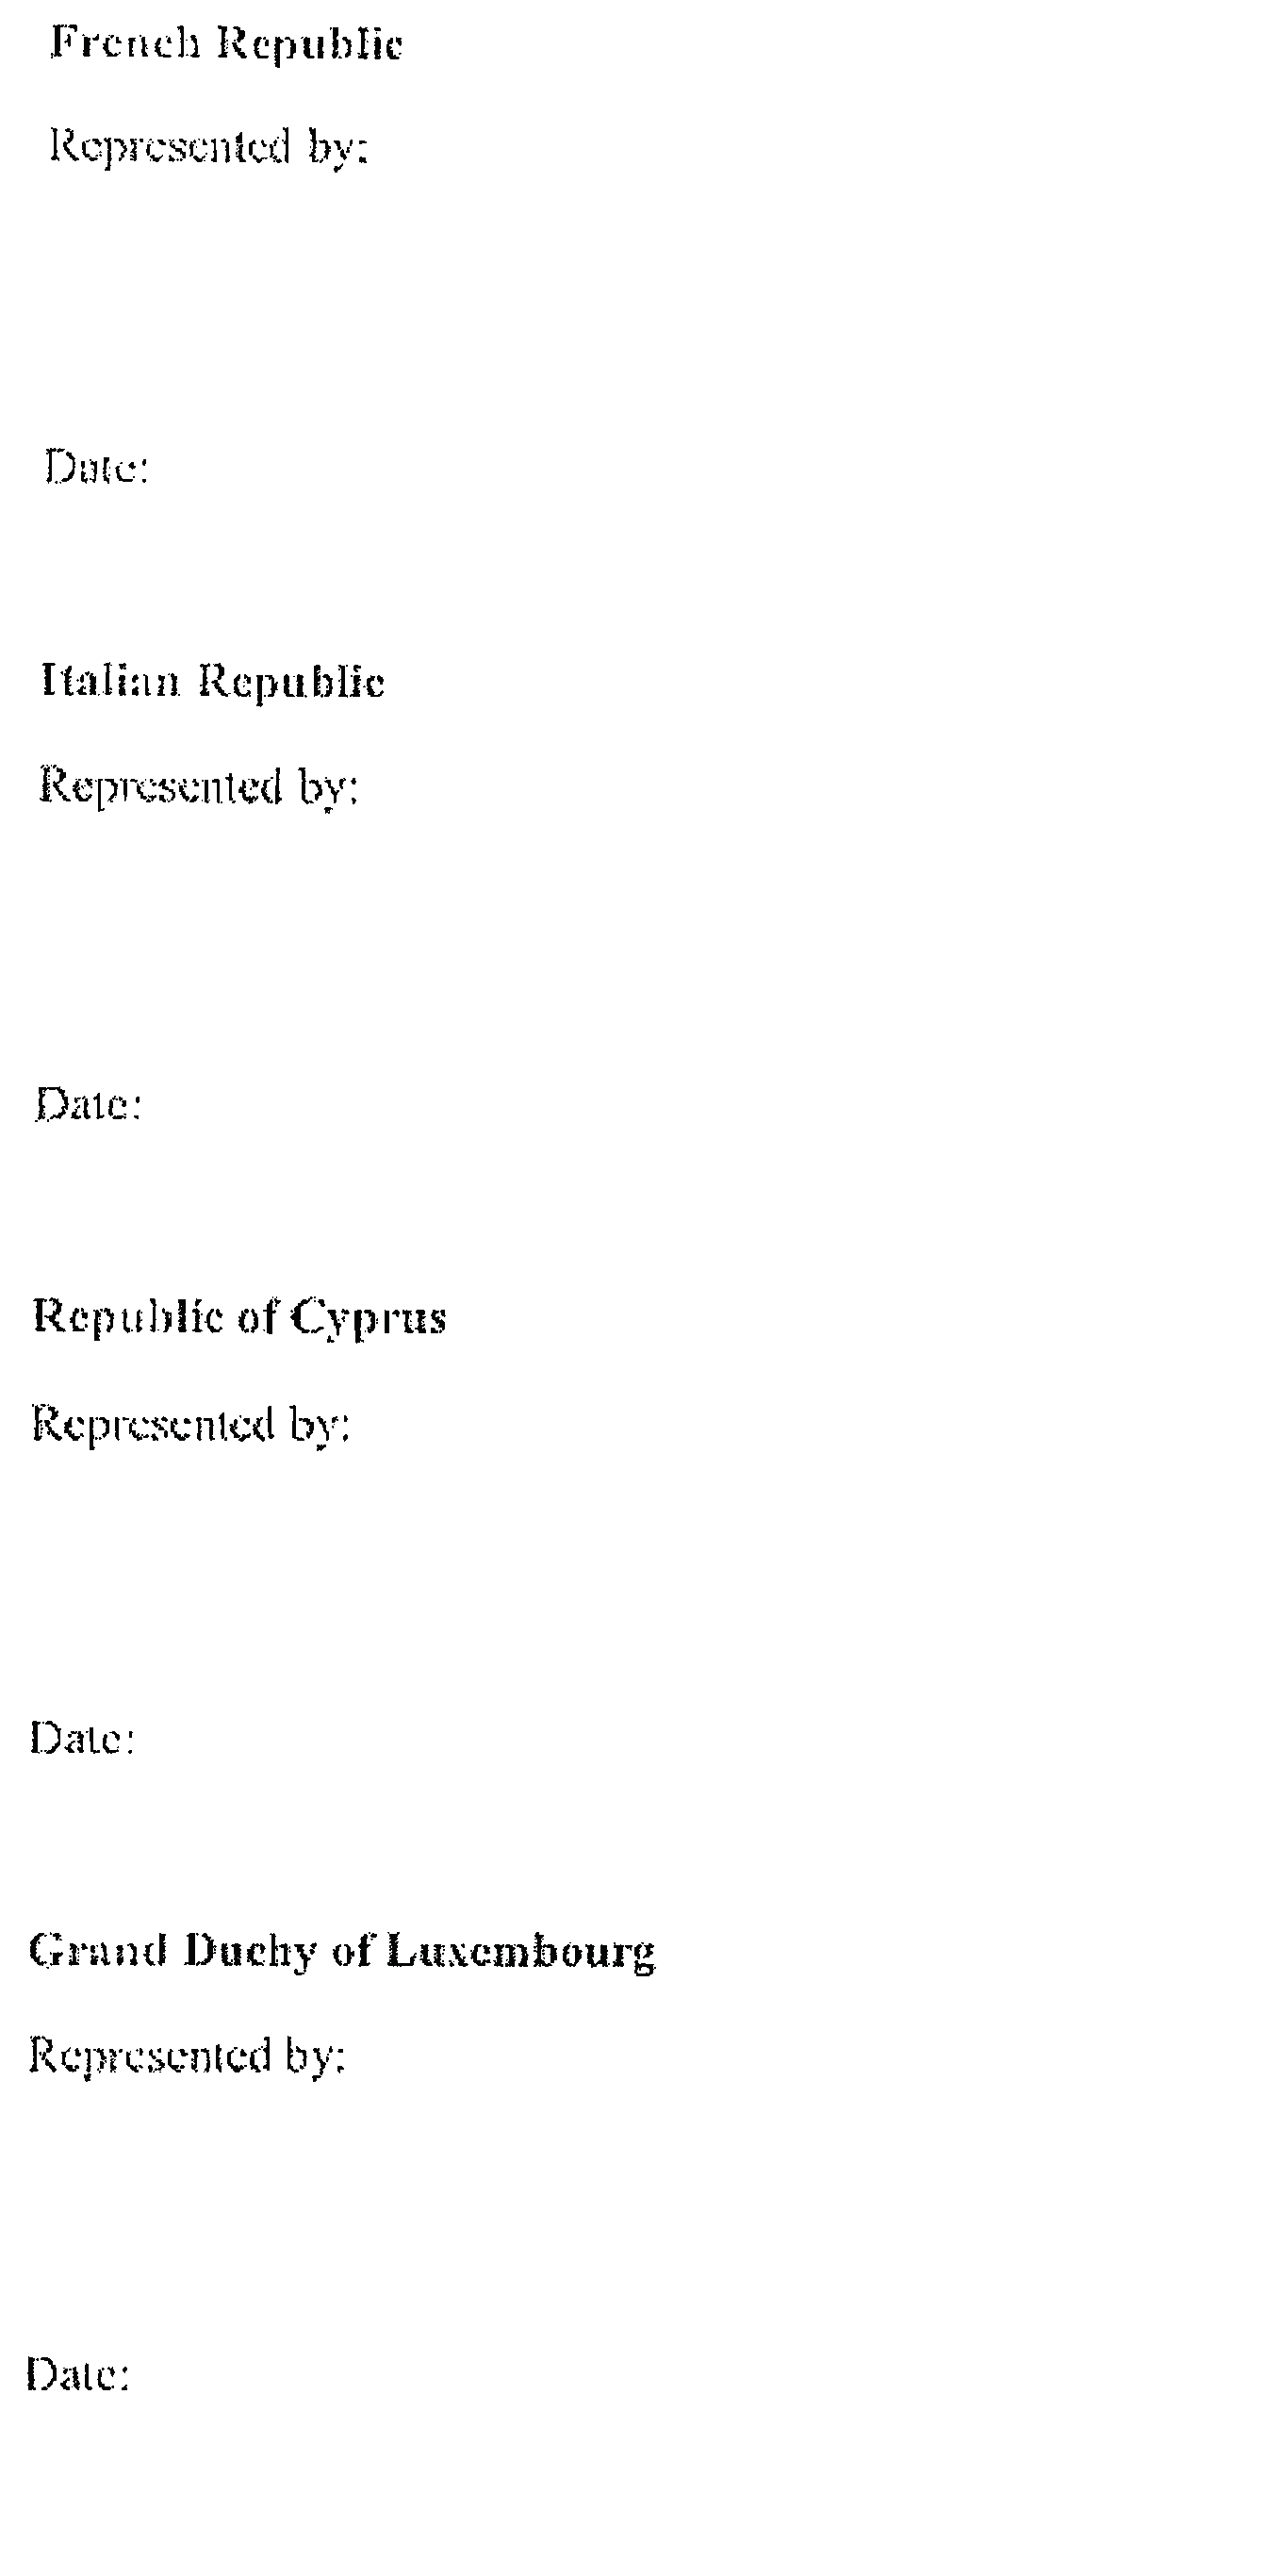 French Republic
Represented by:
Date:
Italian Republic
Represented by:
Date:
Republic of Cyprus
Represented by:
Date:
Grand Duchy of Luxembourg
Represented by:
Date: